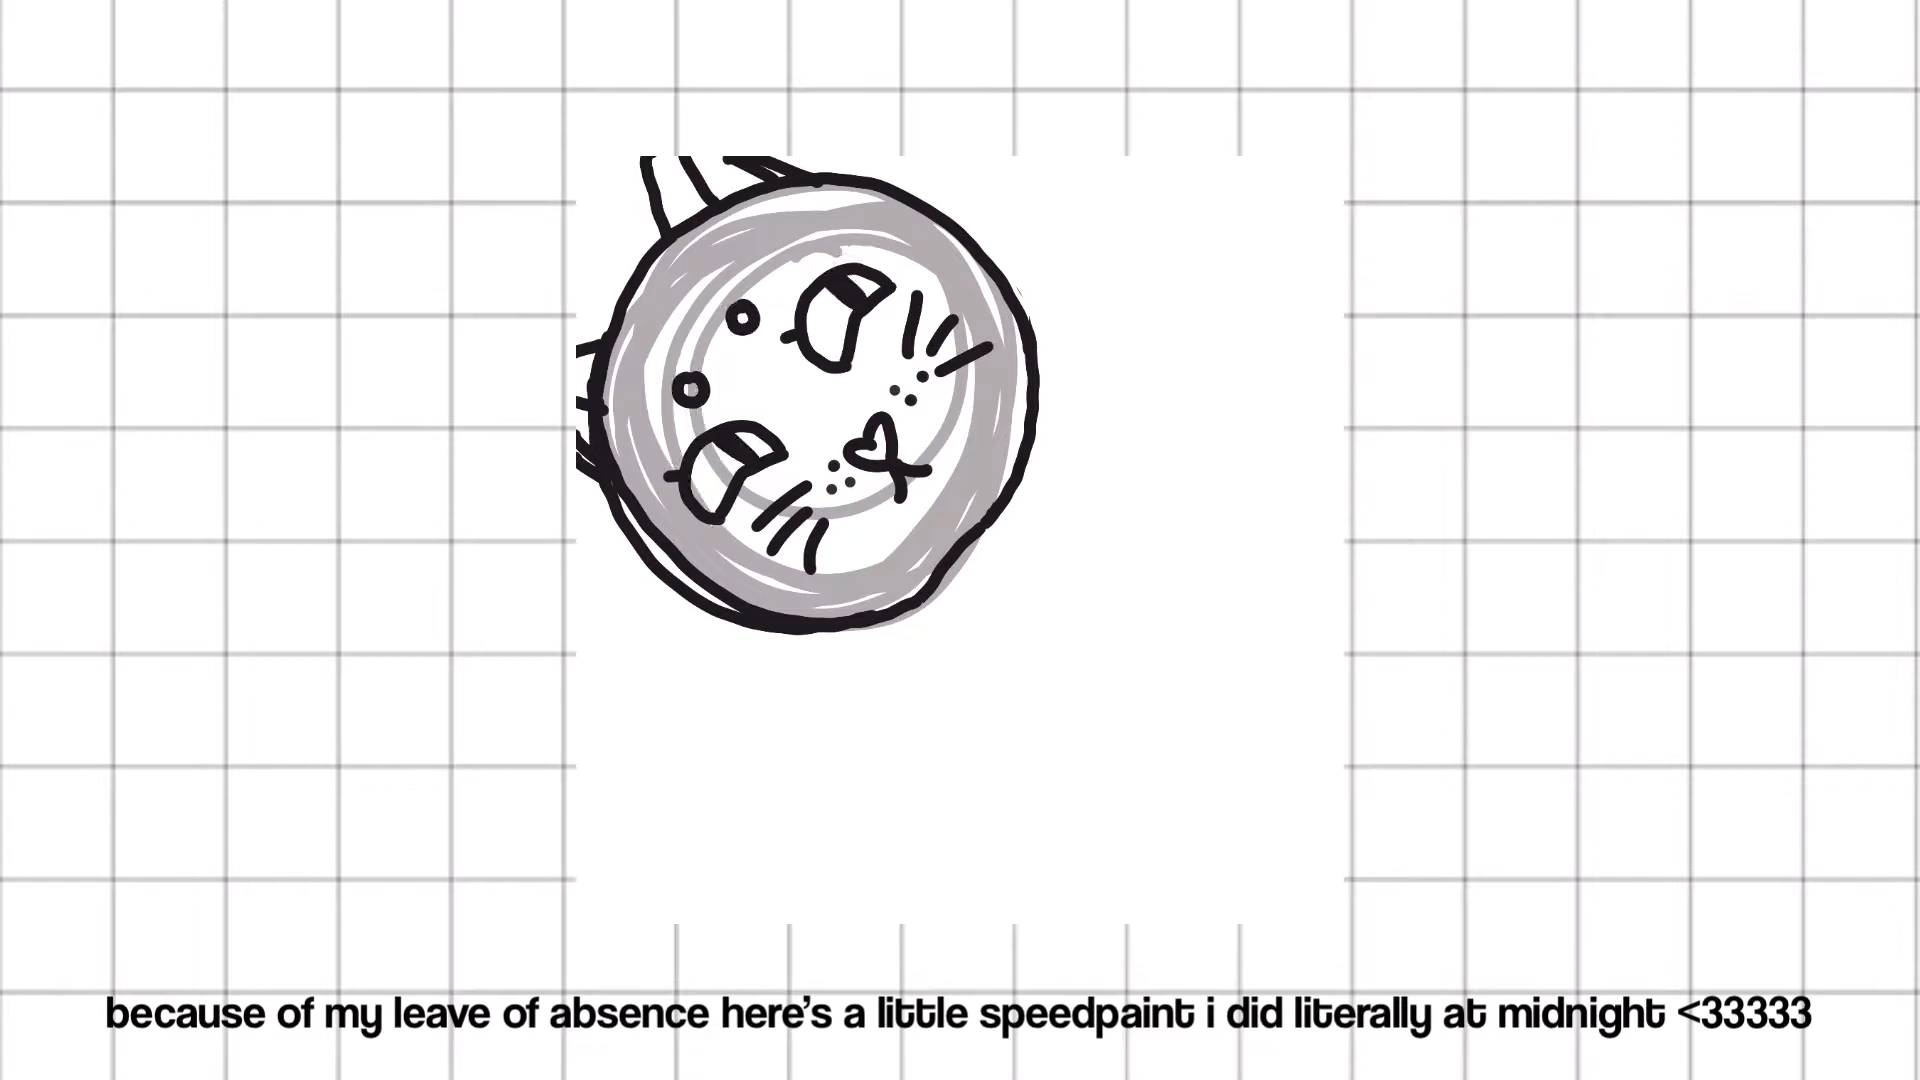 because of my leave of absence here’s a little speedpaint i did literally at midnight <33333